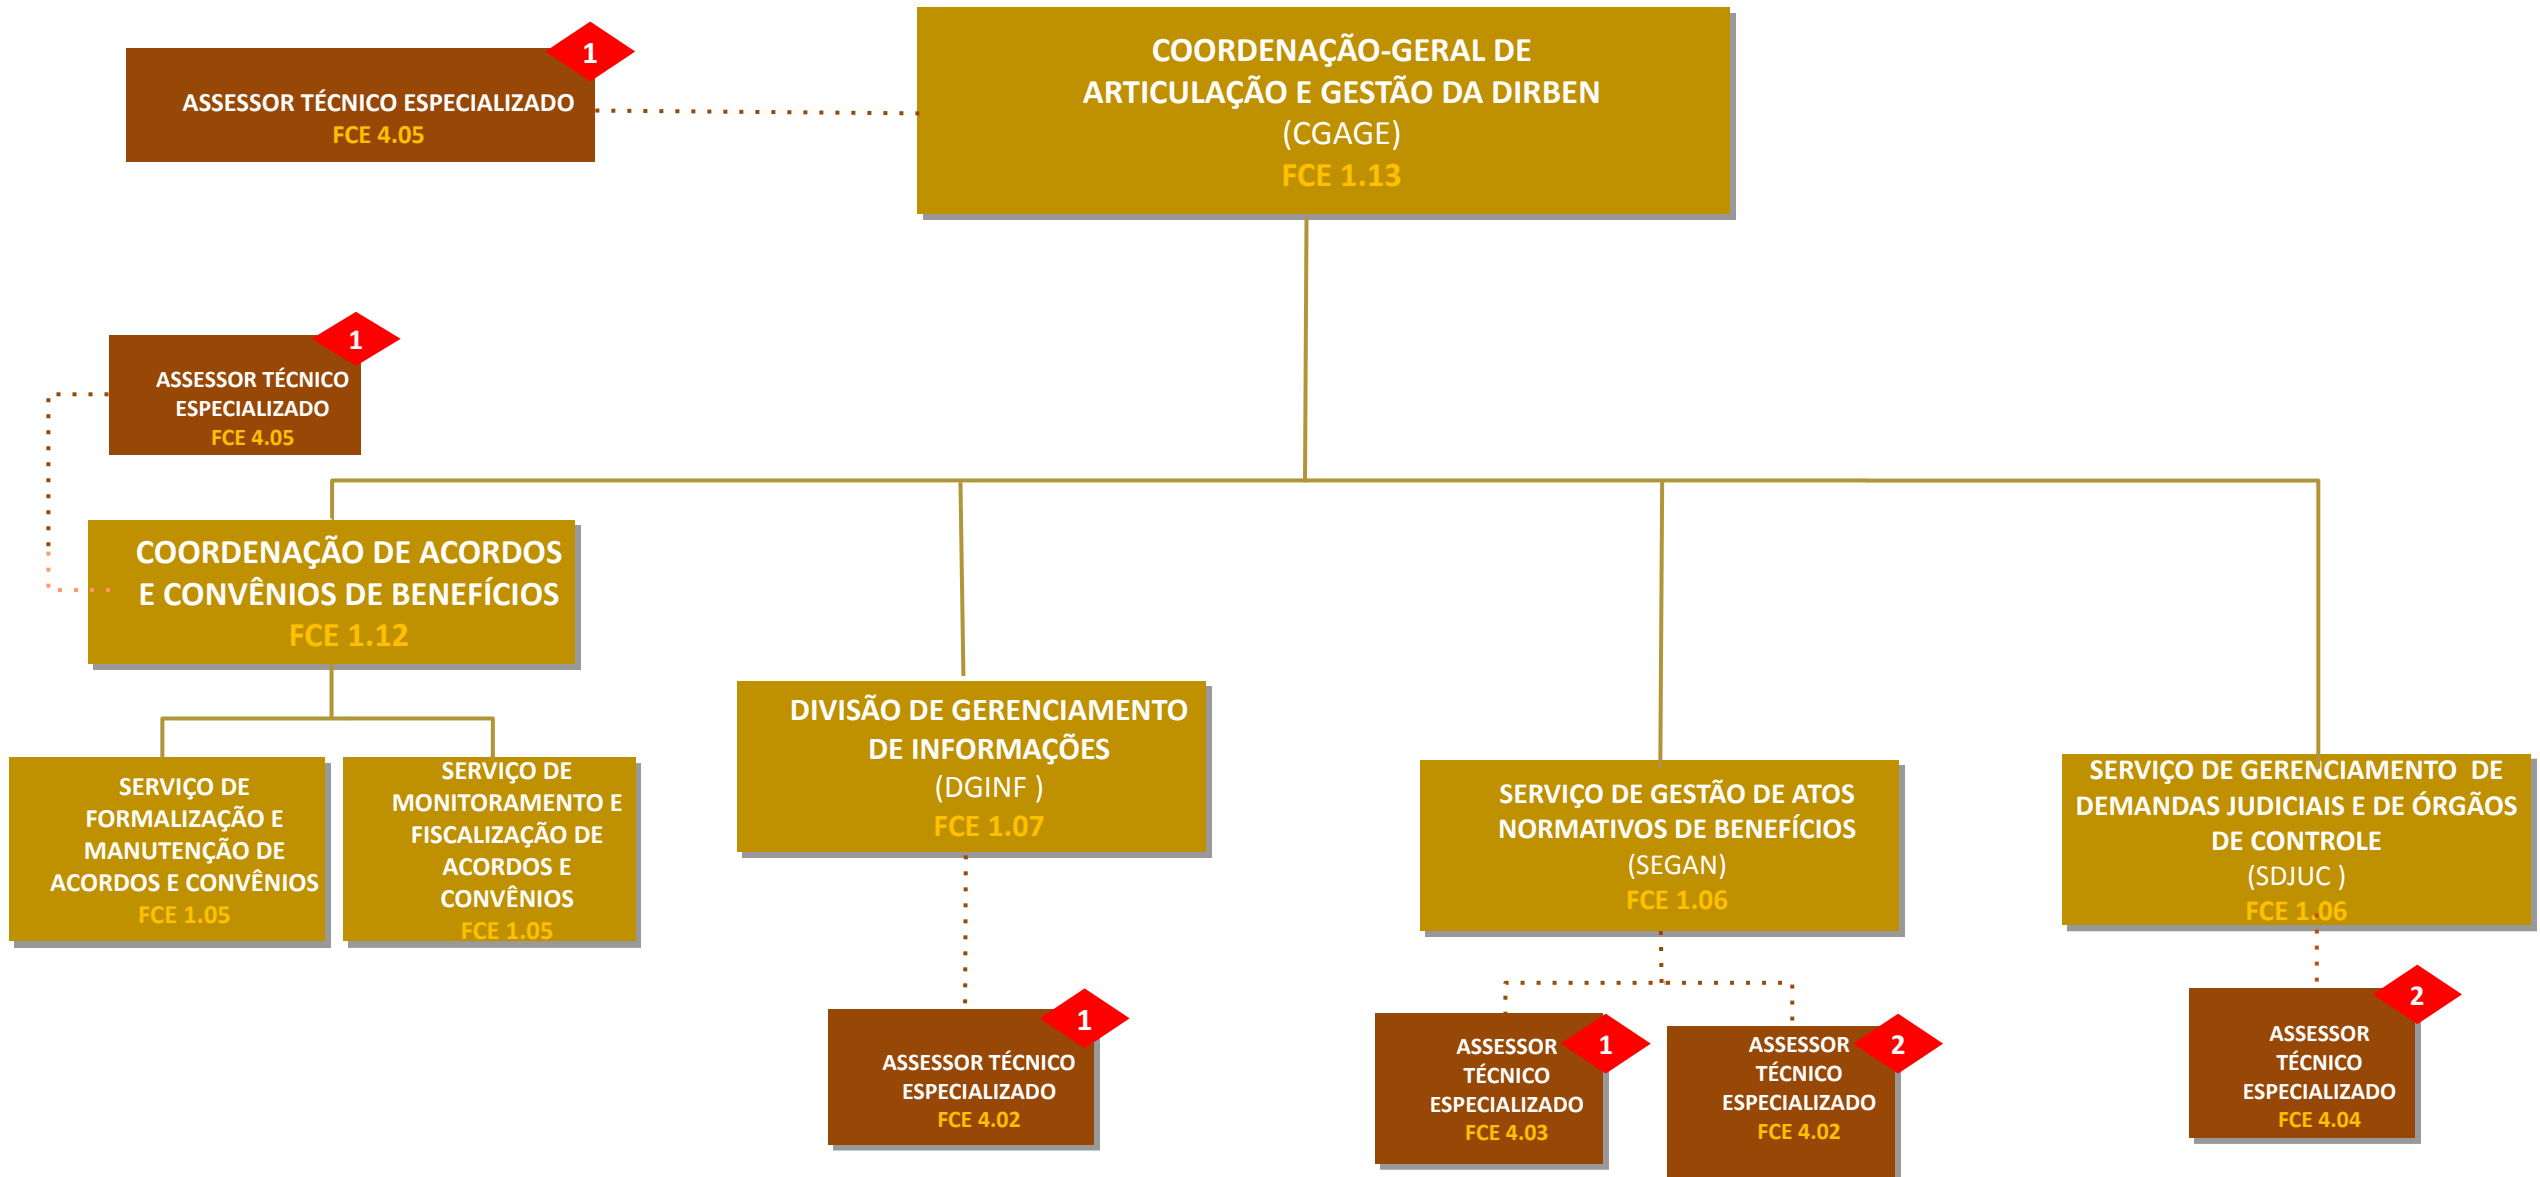 1
ASSESSOR TÉCNICO ESPECIALIZADO
FCE 4.05
COORDENAÇÃO-GERAL DE
ARTICULAÇÃO E GESTÃO DA DIRBEN
(CGAGE)
FCE 1.13
1
ASSESSOR TÉCNICO
ESPECIALIZADO
FCE 4.05
COORDENAÇÃO DE ACORDOS
E CONVÊNIOS DE BENEFÍCIOS
FCE 1.12
SERVIÇO DE
FORMALIZAÇÃO E
MANUTENÇÃO DE
ACORDOS E CONVÊNIOS
FCE 1.05
SERVIÇO DE
MONITORAMENTO E
FISCALIZAÇÃO DE
ACORDOS E
CONVÊNIOS
FCE 1.05
DIVISÃO DE GERENCIAMENTO
DE INFORMAÇÕES
(DGINF )
FCE 1.07
SERVIÇO DE GESTÃO DE ATOS
NORMATIVOS DE BENEFÍCIOS
(SEGAN)
FCE 1.06
SERVIÇO DE GERENCIAMENTO  DE
DEMANDAS JUDICIAIS E DE ÓRGÃOS
DE CONTROLE
(SDJUC )
FCE 1.06
1
ASSESSOR TÉCNICO
ESPECIALIZADO
FCE 4.02
1
ASSESSOR
TÉCNICO
ESPECIALIZADO
FCE 4.03
2
ASSESSOR
TÉCNICO
ESPECIALIZADO
FCE 4.02
2
ASSESSOR
TÉCNICO
ESPECIALIZADO
FCE 4.04